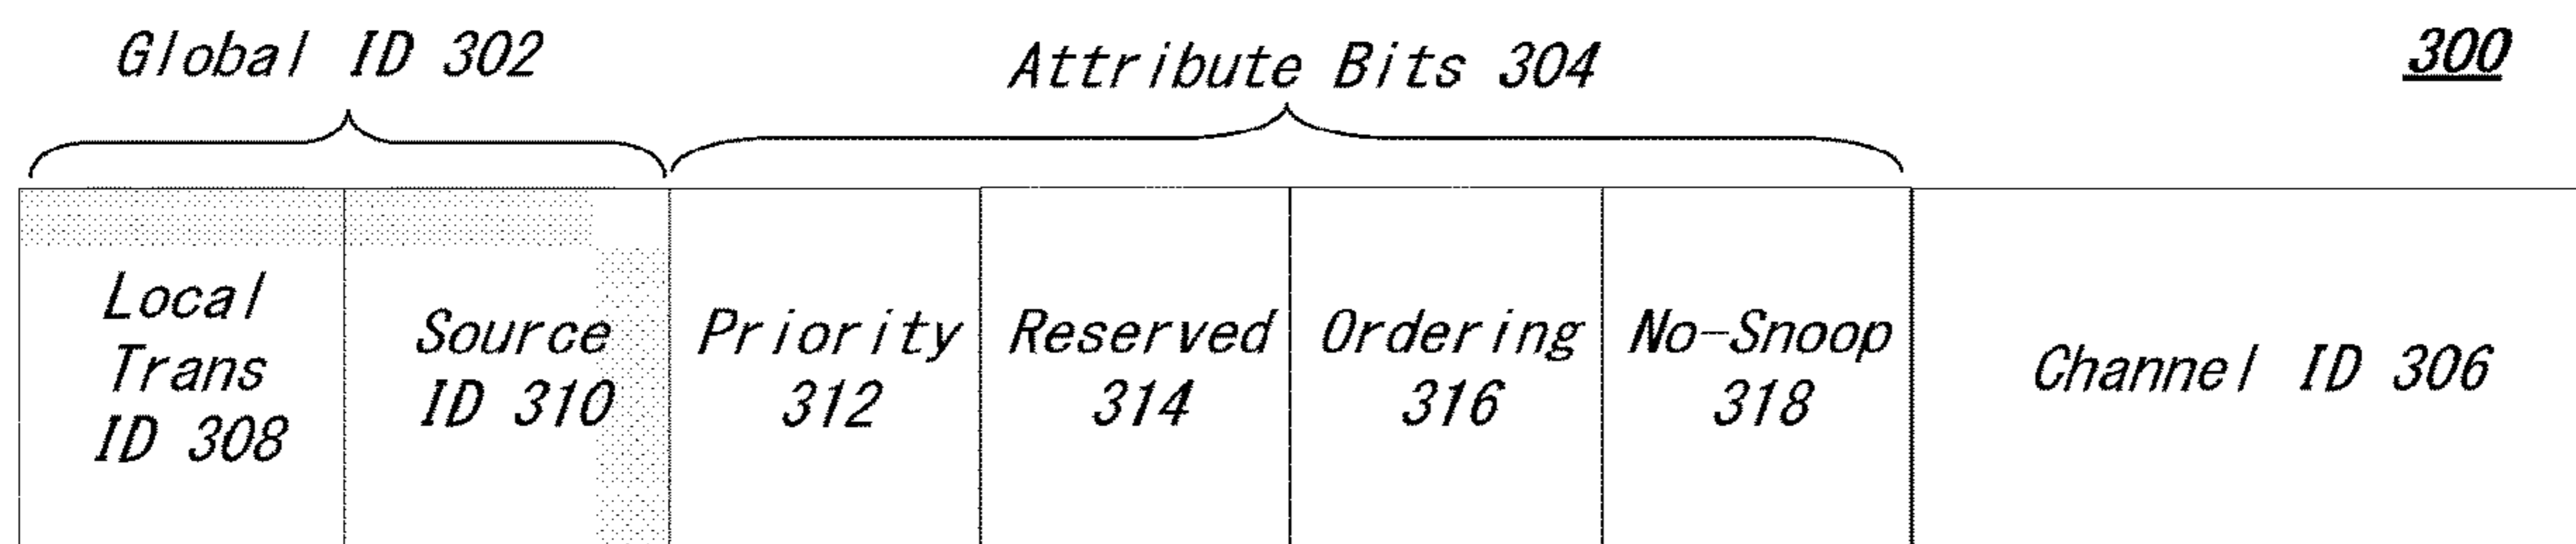 Global ID 302
Attribute Bits 304
300
Local
Trans
ID 308
Source
ID 310
Priority
312
Reserved
314
Ordering
316
No-Snoop
318
Channel ID 306